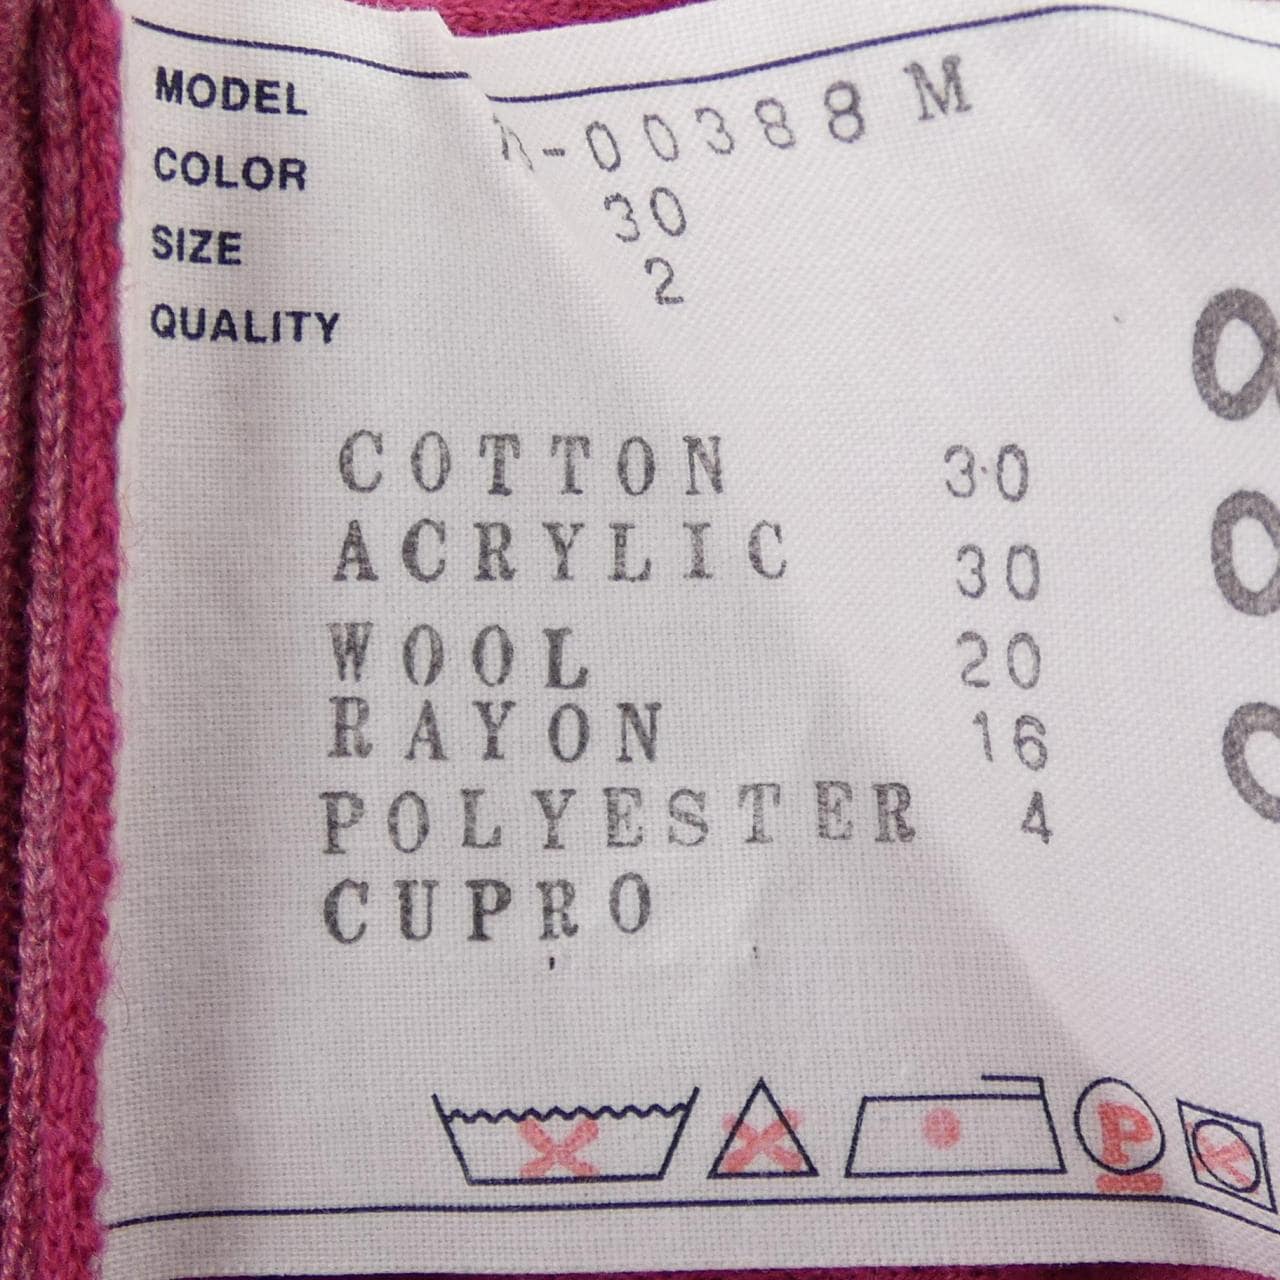 MODEL R-00388 M
COLOR 30
SIZE 2
QUALITY
COTTON 30
ACRYLIC 30
WOOL 20
RAYON 16
POLYESTER 4
CUPRO
P